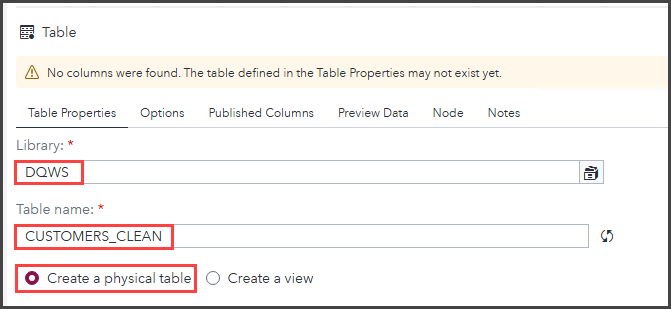 Table
No columns were found. The table defined in the Table Properties may not exist yet.
Table Properties Options Published Columns Preview Data Node Notes
Library: *
DQWS
Table name: *
CUSTOMERS_CLEAN
Create a physical table Create a view